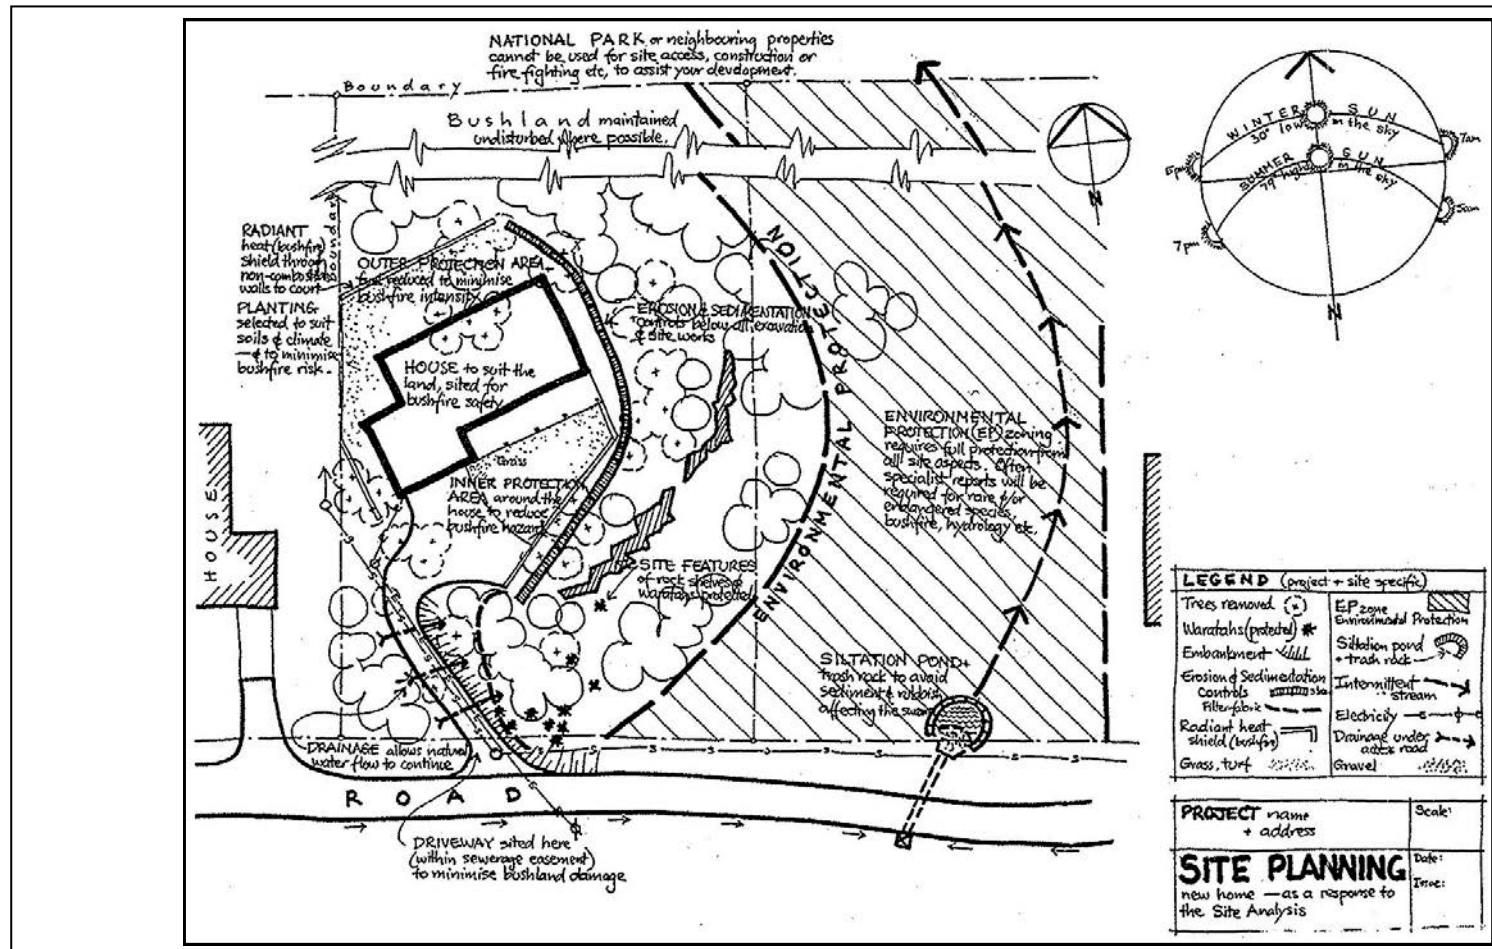 NATIONAL PARK or neighbouring properties
cannot be used for site access, construction or
fire fighting etc, to assist your development.
Boundary
Bushland maintained
undisturbed where possible.
N
WINTER SUN
30° low in the sky
SUMMER SUN
79° high in the sky
7am
5pm
5am
7pm
N
Boundary
RADIANT
heat (bushfire)
shield through
non-combustible
walls to court
PLANTING
selected to suit
soils & climate
— & to minimise
bushfire risk.
OUTER PROTECTION AREA
fuel reduced to minimise
bushfire intensity
EROSION & SEDIMENTATION
controls below all excavation
& site works
HOUSE to suit the
land, sited for
bushfire safety
Grass
INNER PROTECTION
AREA around the
house to reduce
bushfire hazard
ENVIRONMENTAL PROTECTION
ENVIRONMENTAL
PROTECTION (EP) zoning
requires full protection from
all site aspects. Often
specialist reports will be
required for rare &/or
endangered species,
bushfire, hydrology etc.
HOUSE
SITE FEATURES
of rock shelves &
waratahs protected
SILTATION POND +
trash rack to avoid
sediment & rubbish
affecting the swamp
DRAINAGE allows natural
water flow to continue
ROAD
DRIVEWAY sited here
(within sewerage easement)
to minimise bushland damage
LEGEND (project + site specific)
Trees removed
Waratahs (protected)
Embankment
Erosion & Sedimentation
Controls
Filter fabric
Radiant heat
shield (bushfire)
Grass, turf
EP zone
Environmental Protection
Siltation pond
+ trash rack
Intermittent
stream
Electricity
Drainage under
access road
Gravel
PROJECT name
+ address
Scale:
SITE PLANNING
new home — as a response to
the Site Analysis
Date:
Issue: